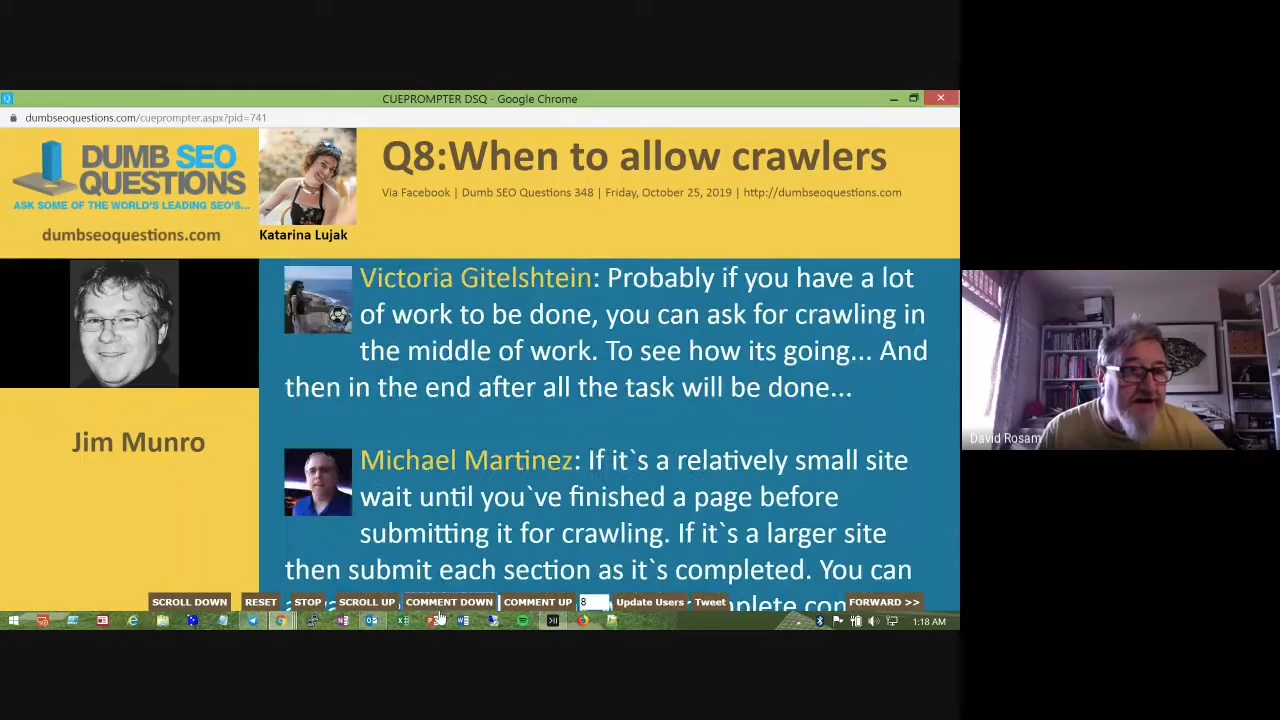 CUEPROMPTER DSQ - Google Chrome
dumbseoquestions.com/cueprompter.aspx?pid=741
DUMB SEO
QUESTIONS
ASK SOME OF THE WORLD'S LEADING SEO'S...
dumbseoquestions.com
Katarina Lujak
Q8:When to allow crawlers
Via Facebook | Dumb SEO Questions 348 | Friday, October 25, 2019 | http://dumbseoquestions.com
Jim Munro
Victoria Gitelshtein: Probably if you have a lot
of work to be done, you can ask for crawling in
the middle of work. To see how its going... And
then in the end after all the task will be done...
Michael Martinez: If it`s a relatively small site
wait until you`ve finished a page before
submitting it for crawling. If it`s a larger site
then submit each section as it`s completed. You can
SCROLL DOWN RESET STOP SCROLL UP COMMENT DOWN COMMENT UP 8 Update Users Tweet FORWARD >>
1:18 AM
David Rosam